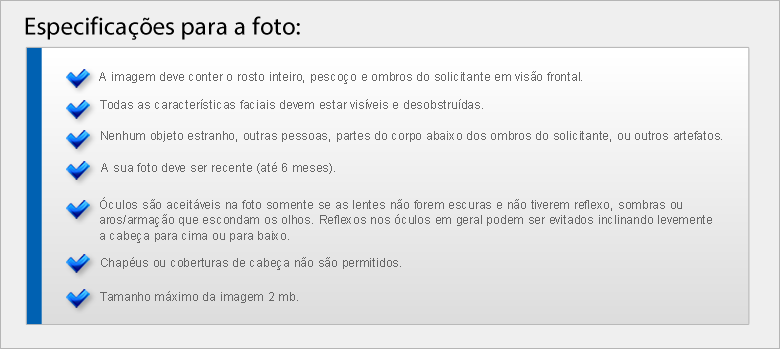 Especificações para a foto:
A imagem deve conter o rosto inteiro, pescoço e ombros do solicitante em visão frontal.
Todas as características faciais devem estar visíveis e desobstruídas.
Nenhum objeto estranho, outras pessoas, partes do corpo abaixo dos ombros do solicitante, ou outros artefatos.
A sua foto deve ser recente (até 6 meses).
Óculos são aceitáveis na foto somente se as lentes não forem escuras e não tiverem reflexo, sombras ou
aros/armação que escondam os olhos. Reflexos nos óculos em geral podem ser evitados inclinando levemente
a cabeça para cima ou para baixo.
Chapéus ou coberturas de cabeça não são permitidos.
Tamanho máximo da imagem 2 mb.